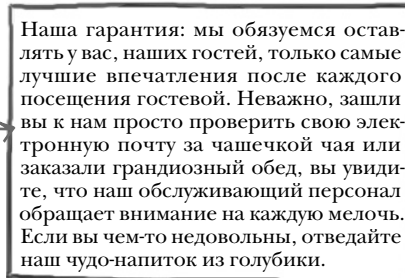 Наша гарантия: мы обязуемся остав-
лять у вас, наших гостей, только самые
лучшие впечатления после каждого
посещения гостевой. Неважно, зашли
вы к нам просто проверить свою элек-
тронную почту за чашечкой чая или
заказали грандиозный обед, вы увиди-
те, что наш обслуживающий персонал
обращает внимание на каждую мелочь.
Если вы чем-то недовольны, отведайте
наш чудо-напиток из голубики.